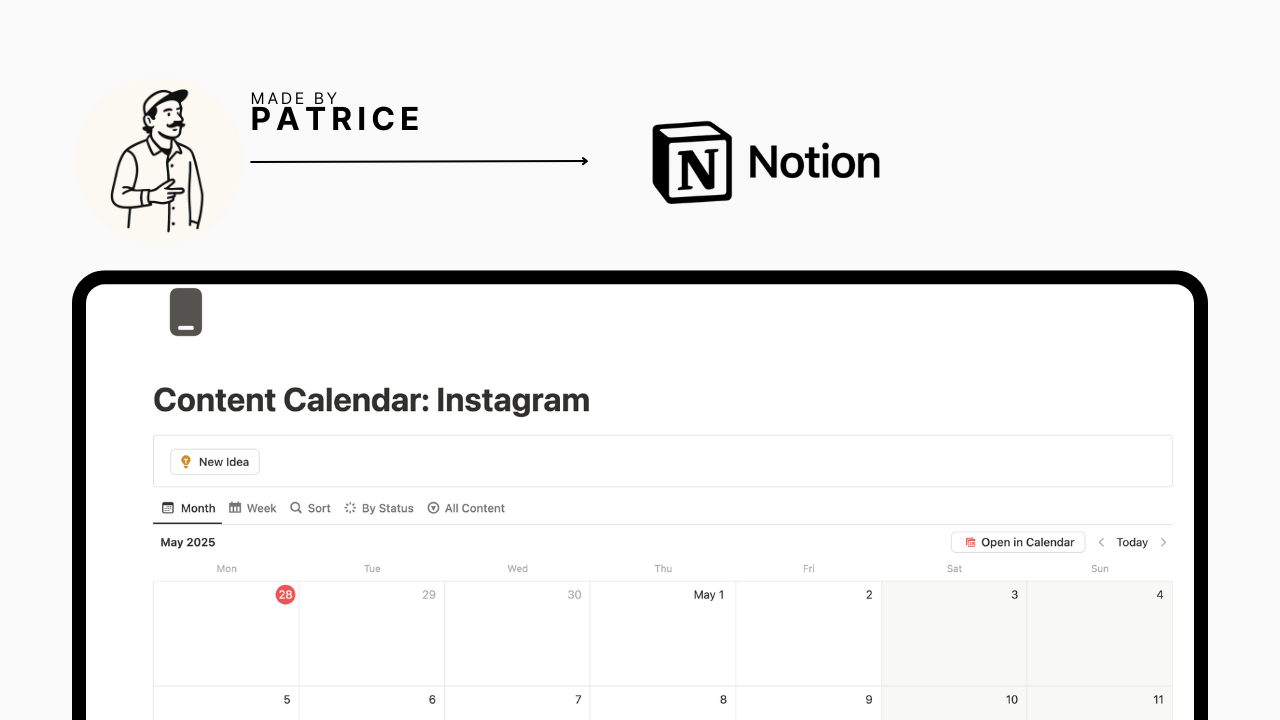 MADE BY
PATRICE
N Notion
Content Calendar: Instagram
New Idea
Month Week Sort By Status All Content
May 2025 Open in Calendar Today
Mon Tue Wed Thu Fri Sat Sun
28 29 30 May 1 2 3 4
5 6 7 8 9 10 11